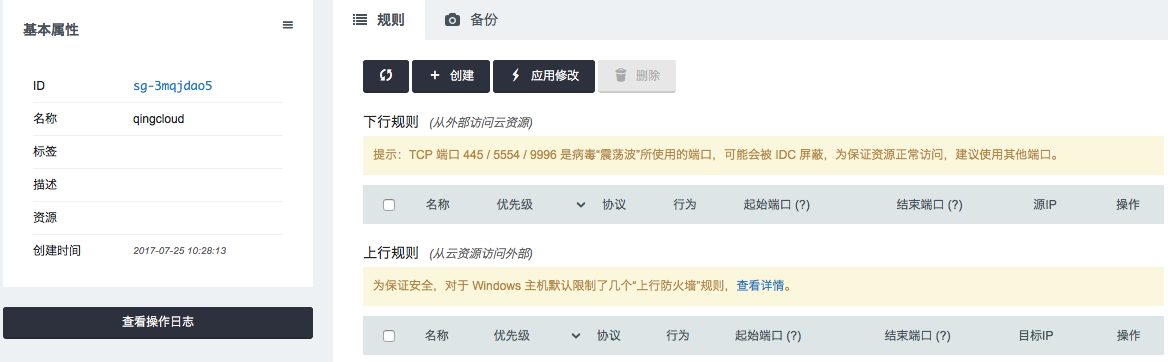 基本属性
ID sg-3mqjdao5
名称 qingcloud
标签
描述
资源
创建时间 2017-07-25 10:28:13
查看操作日志
规则 备份
创建 应用修改 删除
下行规则 (从外部访问云资源)
提示：TCP 端口 445 / 5554 / 9996 是病毒“震荡波”所使用的端口，可能会被 IDC 屏蔽，为保证资源正常访问，建议使用其他端口。
名称 优先级 协议 行为 起始端口 (?) 结束端口 (?) 源IP 操作
上行规则 (从云资源访问外部)
为保证安全，对于 Windows 主机默认限制了几个“上行防火墙”规则，查看详情。
名称 优先级 协议 行为 起始端口 (?) 结束端口 (?) 目标IP 操作